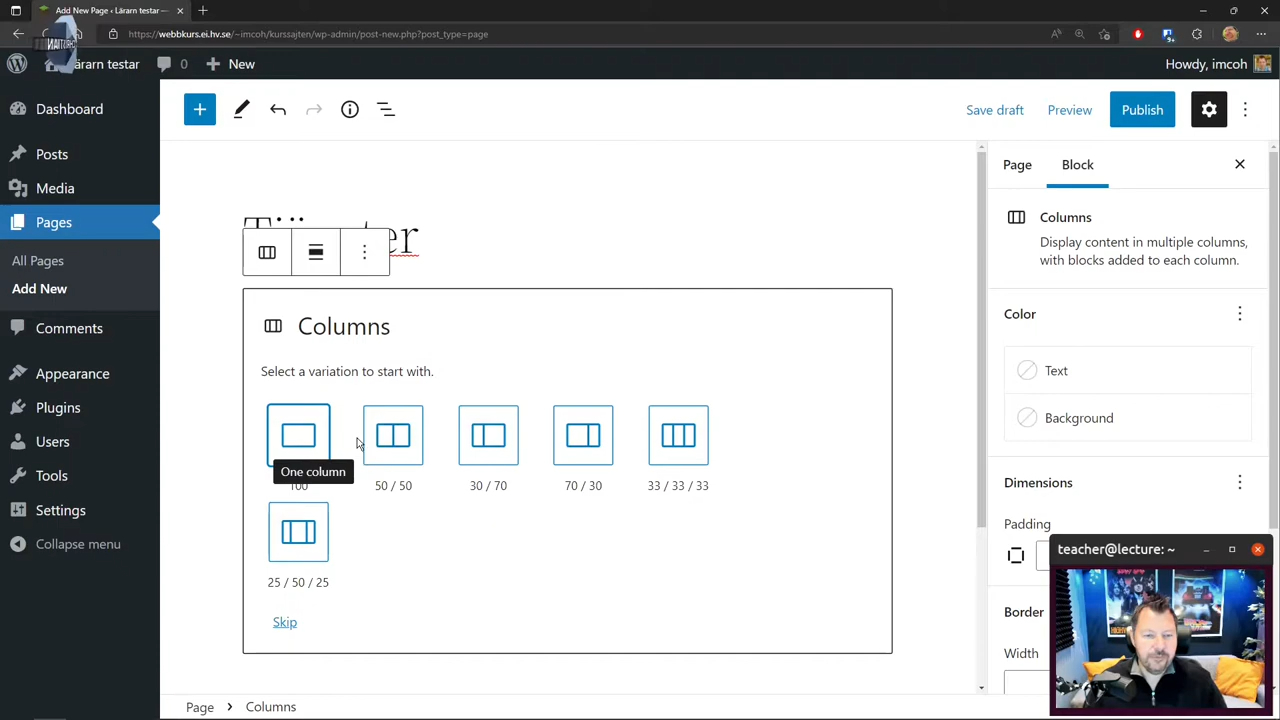 Add New Page ‹ Lärarn testar —
https://webbkurs.ei.hv.se/~imcoh/kurssajten/wp-admin/post-new.php?post_type=page
Lärarn testar
0
New
Howdy, imcoh
Dashboard
Posts
Media
Pages
All Pages
Add New
Comments
Appearance
Plugins
Users
Tools
Settings
Collapse menu
Save draft
Preview
Publish
Columns
Select a variation to start with.
One column
100
50 / 50
30 / 70
70 / 30
33 / 33 / 33
25 / 50 / 25
Skip
Page
Block
Columns
Display content in multiple columns,
with blocks added to each column.
Color
Text
Background
Dimensions
Padding
Border
Width
teacher@lecture: ~
Page
Columns